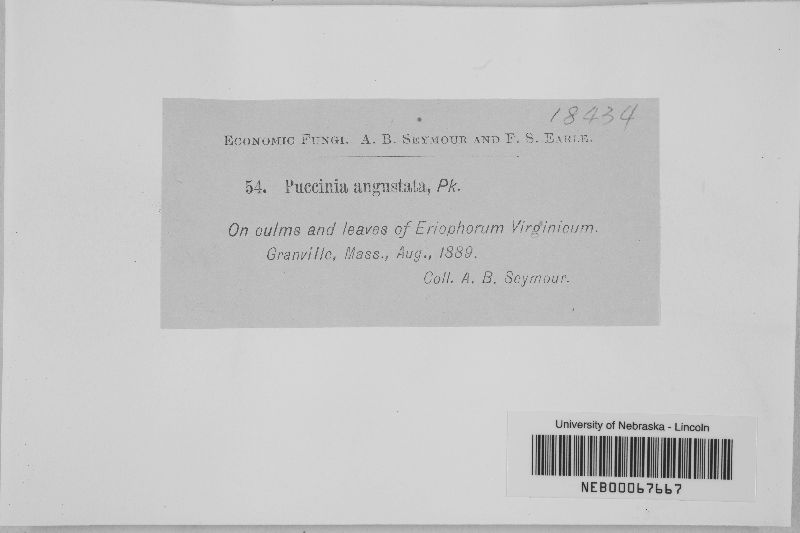 18434
ECONOMIC FUNGI. A. B. SEYMOUR AND F. S. EARLE.
54. Puccinia angustata, Pk.
On culms and leaves of Eriophorum Virginicum.
Granville, Mass., Aug., 1889.
Coll. A. B. Seymour.
University of Nebraska - Lincoln
NEB00067667